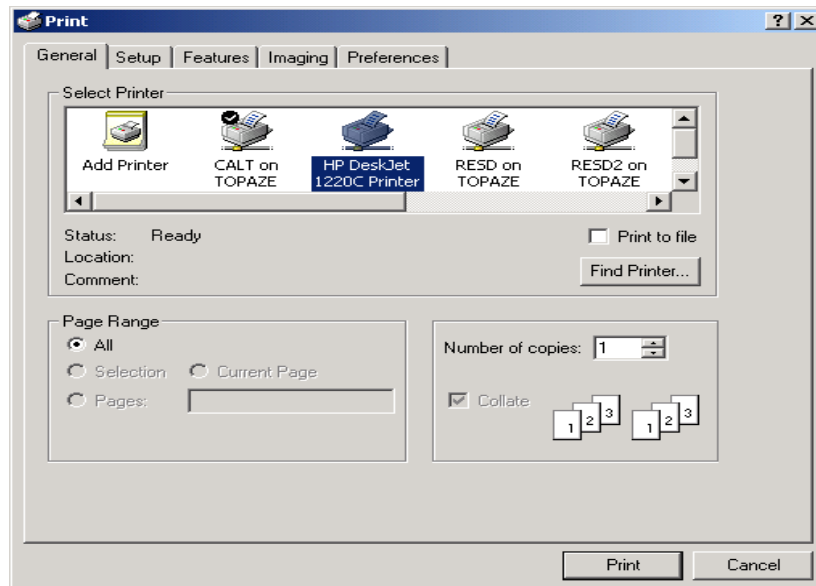 Print
General Setup Features Imaging Preferences
Select Printer
Add Printer
CALT on
TOPAZE
HP DeskJet
1220C Printer
RESD on
TOPAZE
RESD2 on
TOPAZE
Status: Ready
Location:
Comment:
Print to file
Find Printer...
Page Range
All
Selection Current Page
Pages:
Number of copies: 1
Collate
1 2 3 1 2 3
Print Cancel